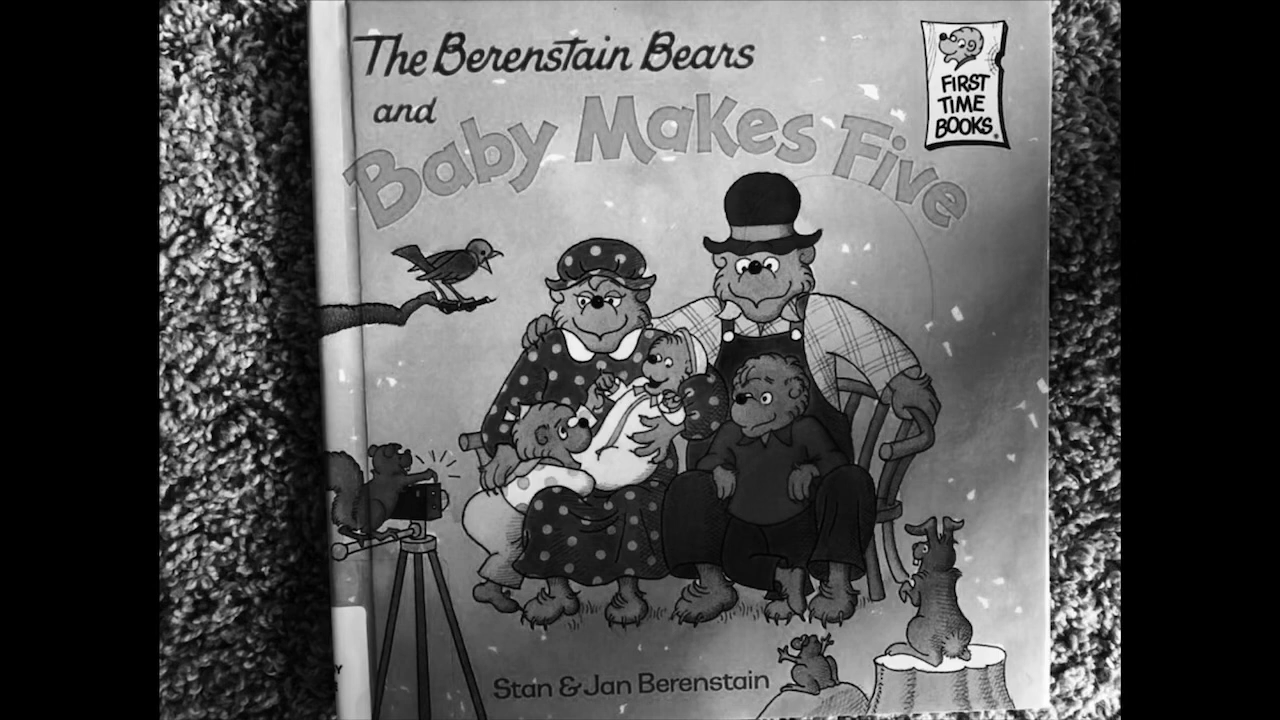 The Berenstain Bears
and
Baby Makes Five
FIRST
TIME
BOOKS®
Stan & Jan Berenstain
Y